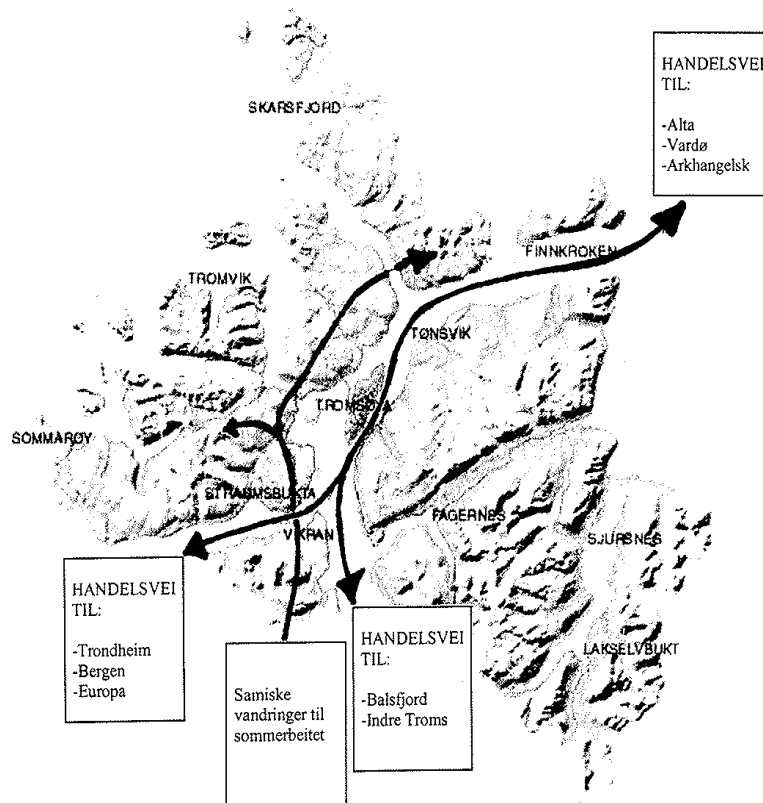 HANDELSVEI
TIL:
-Alta
-Vardø
-Arkhangelsk
SKARSFJORD
FINNKROKEN
TROMVIK
TØNSVIK
TROMSØYA
SOMMARØY
STRAUMSBUKTA
VIKRAN
FAGERNES
SJURSNES
LAKSELVBUKT
HANDELSVEI
TIL:
-Trondheim
-Bergen
-Europa
Samiske
vandringer til
sommerbeitet
HANDELSVEI
TIL:
-Balsfjord
-Indre Troms